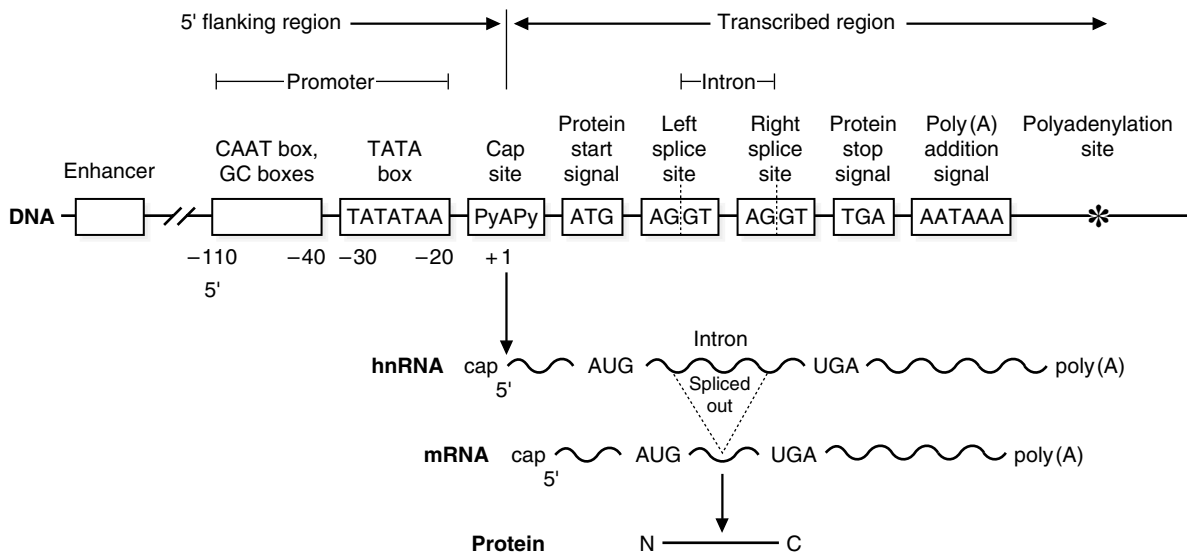 5' flanking region
Transcribed region
Promoter
Intron
Enhancer
CAAT box,
GC boxes
TATA
box
Cap
site
Protein
start
signal
Left
splice
site
Right
splice
site
Protein
stop
signal
Poly(A)
addition
signal
Polyadenylation
site
DNA
TATATAA
PyAPy
ATG
AGGT
AGGT
TGA
AATAAA
*
−110
−40
−30
−20
+1
5'
Intron
hnRNA
cap
5'
AUG
UGA
poly(A)
Spliced
out
mRNA
cap
5'
AUG
UGA
poly(A)
Protein
N
C